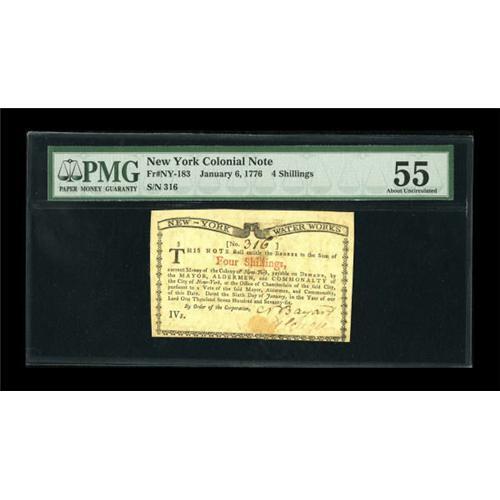 PMG
PAPER MONEY GUARANTY
New York Colonial Note
Fr#NY-183 January 6, 1776 4 Shillings
S/N 316
55
About Uncirculated
NEW-YORK WATER WORKS
[No. 316]
THIS NOTE shall entitle the BEARER to the Sum of
Four Shillings,
current Money of the Colony of New-York, payable on DEMAND, by
the MAYOR, ALDERMEN, and COMMONALTY of
the City of New-York, at the Office of Chamberlain of the said City,
pursuant to a Vote of the said Mayor, Aldermen, and Commonalty,
of this Date. Dated the Sixth Day of January, in the Year of our
Lord One Thousand Seven Hundred and Seventy-six.
By Order of the Corporation,
N Bayard
IVs.